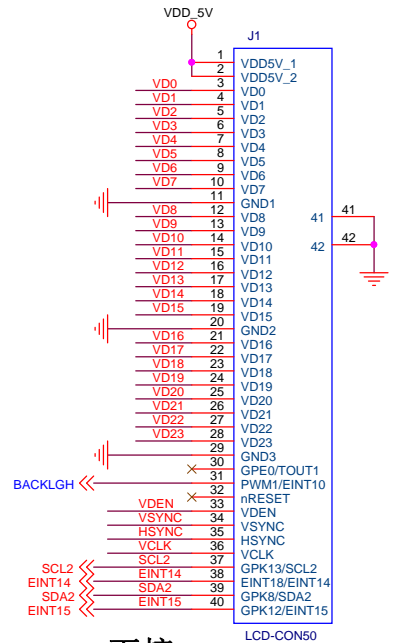 VDD_5V
J1
1 VDD5V_1
2 VDD5V_2
VD0 3 VD0
VD1 4 VD1
VD2 5 VD2
VD3 6 VD3
VD4 7 VD4
VD5 8 VD5
VD6 9 VD6
VD7 10 VD7
11 GND1
VD8 12 VD8 41 41
VD9 13 VD9
VD10 14 VD10 42 42
VD11 15 VD11
VD12 16 VD12
VD13 17 VD13
VD14 18 VD14
VD15 19 VD15
20 GND2
VD16 21 VD16
VD17 22 VD17
VD18 23 VD18
VD19 24 VD19
VD20 25 VD20
VD21 26 VD21
VD22 27 VD22
VD23 28 VD23
29 GND3
30 GPE0/TOUT1
BACKLGH 31 PWM1/EINT10
32 nRESET
VDEN 33 VDEN
VSYNC 34 VSYNC
HSYNC 35 HSYNC
VCLK 36 VCLK
SCL2 SCL2 37 GPK13/SCL2
EINT14 EINT14 38 EINT18/EINT14
SDA2 SDA2 39 GPK8/SDA2
EINT15 EINT15 40 GPK12/EINT15
LCD-CON50